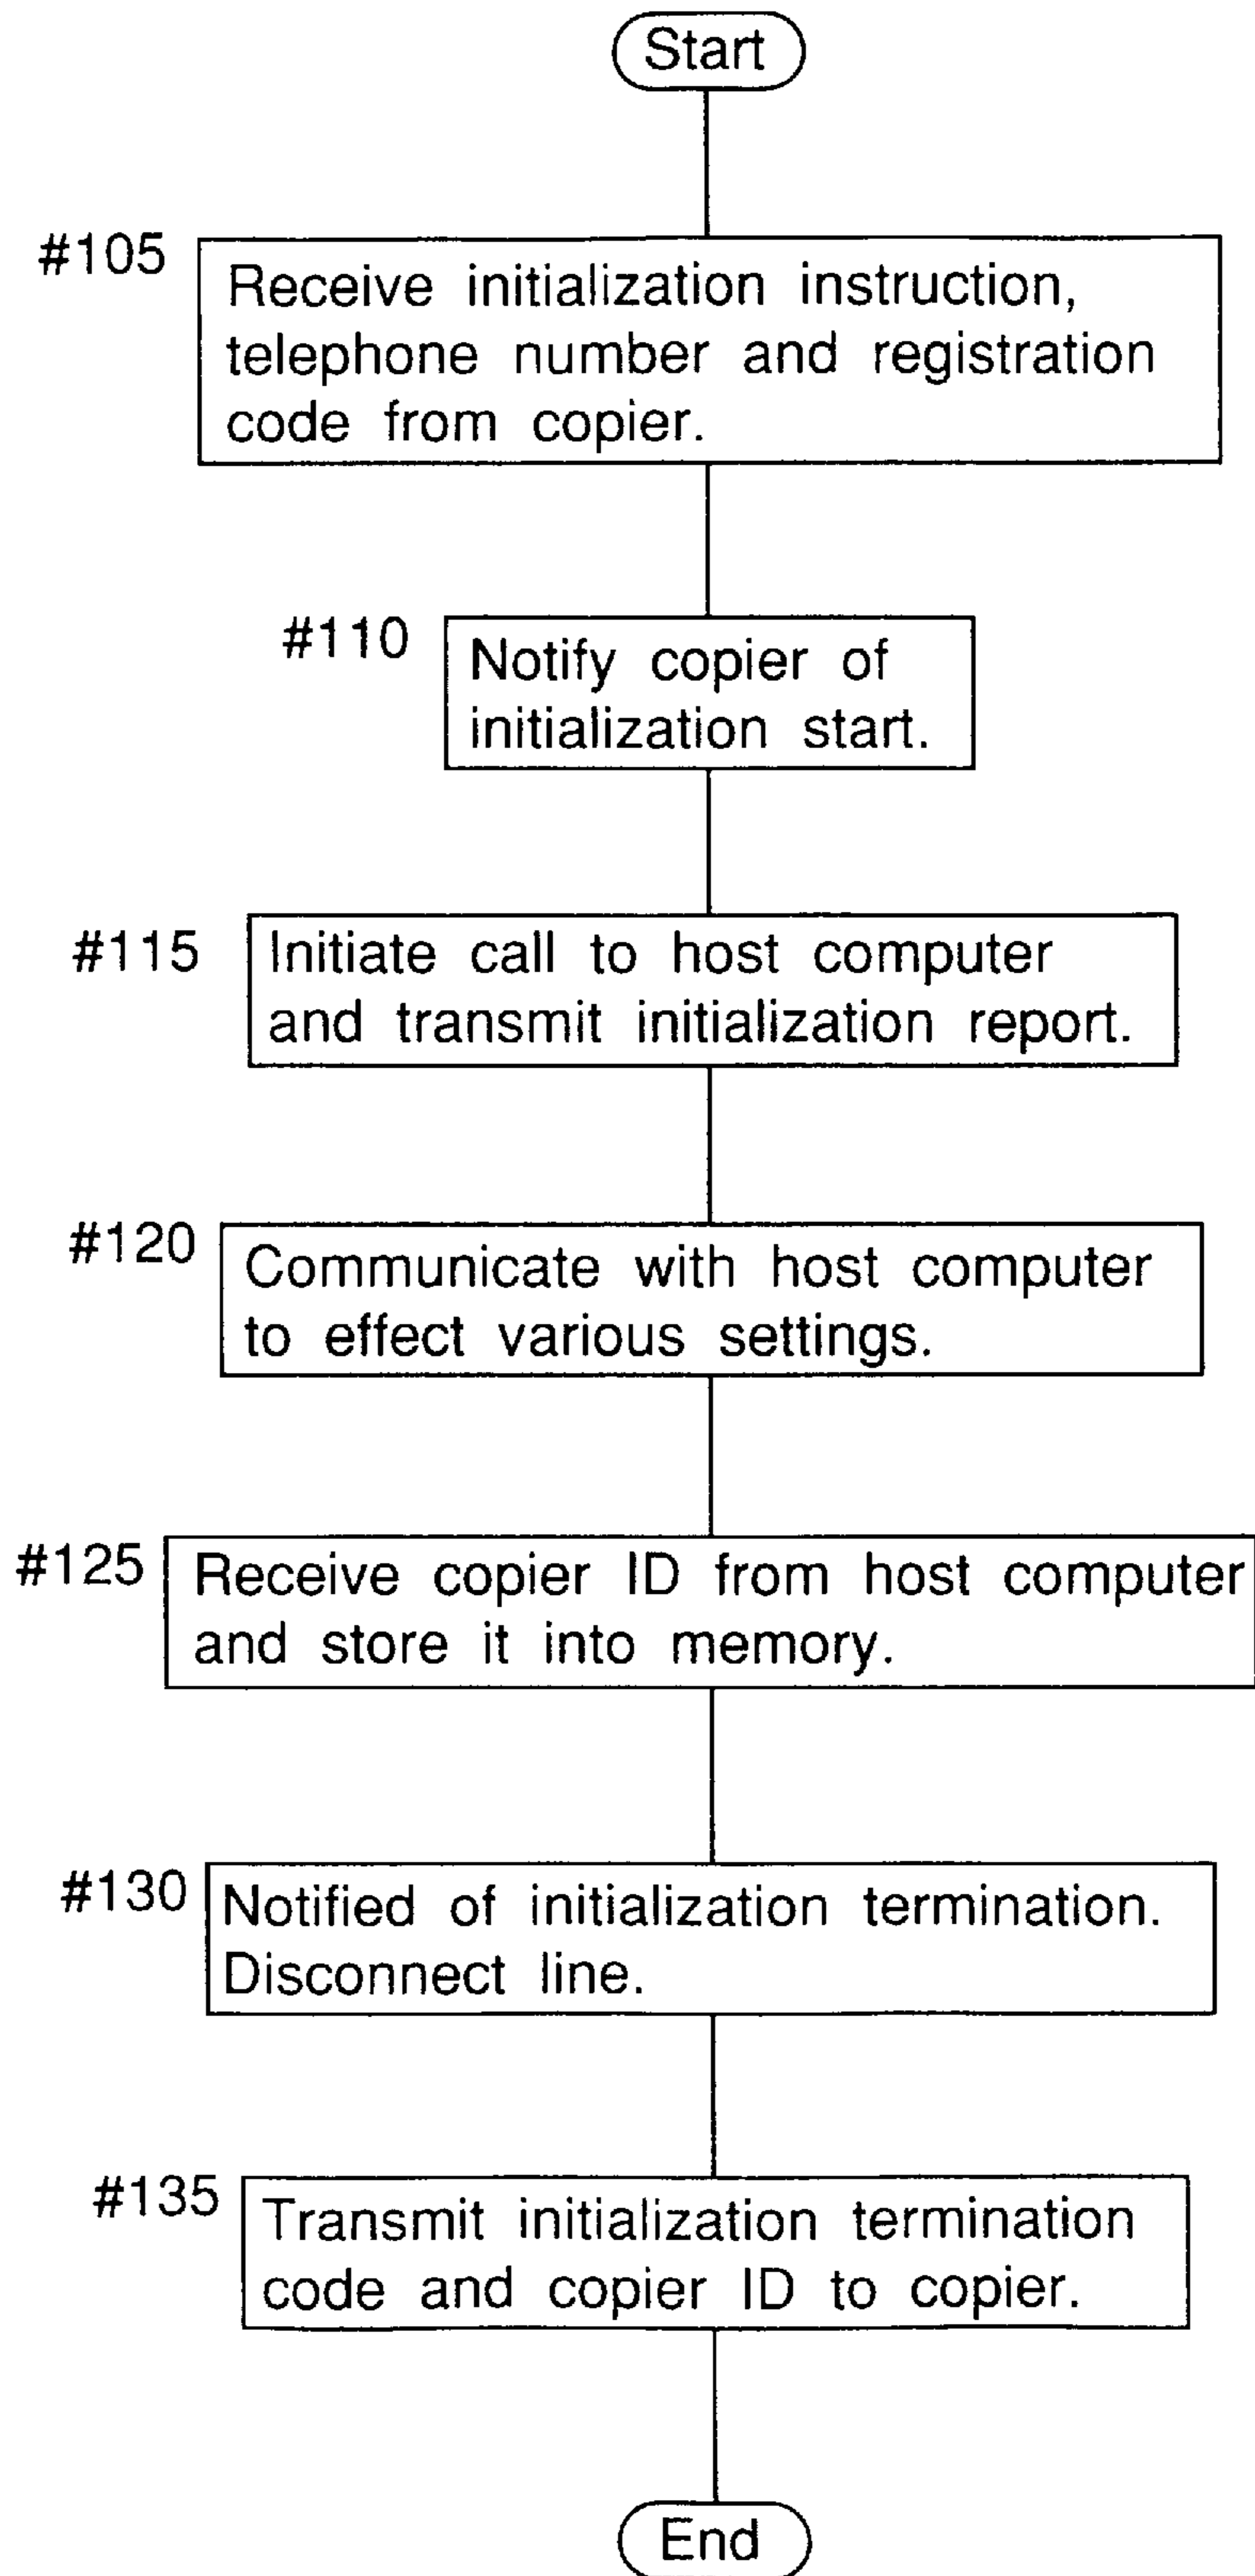 Start
#105
Receive initialization instruction,
telephone number and registration
code from copier.
#110
Notify copier of
initialization start.
#115
Initiate call to host computer
and transmit initialization report.
#120
Communicate with host computer
to effect various settings.
#125
Receive copier ID from host computer
and store it into memory.
#130
Notified of initialization termination.
Disconnect line.
#135
Transmit initialization termination
code and copier ID to copier.
End